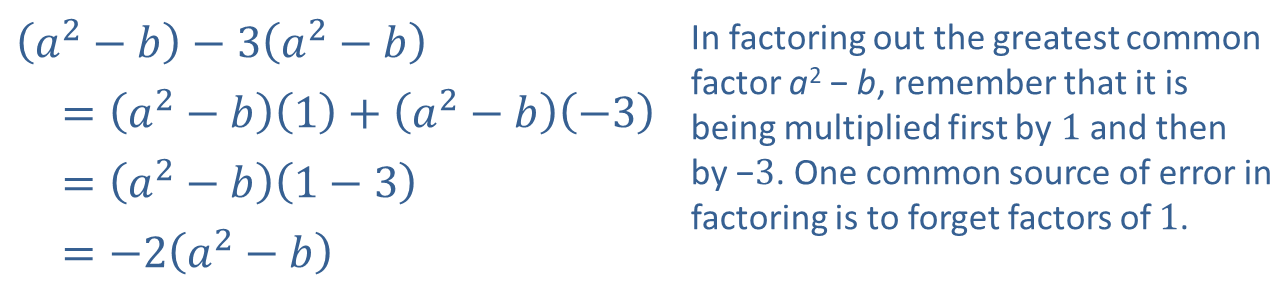 (a² − b) − 3(a² − b)
= (a² − b)(1) + (a² − b)(−3)
= (a² − b)(1 − 3)
= −2(a² − b)
In factoring out the greatest common
factor a² − b, remember that it is
being multiplied first by 1 and then
by −3. One common source of error in
factoring is to forget factors of 1.